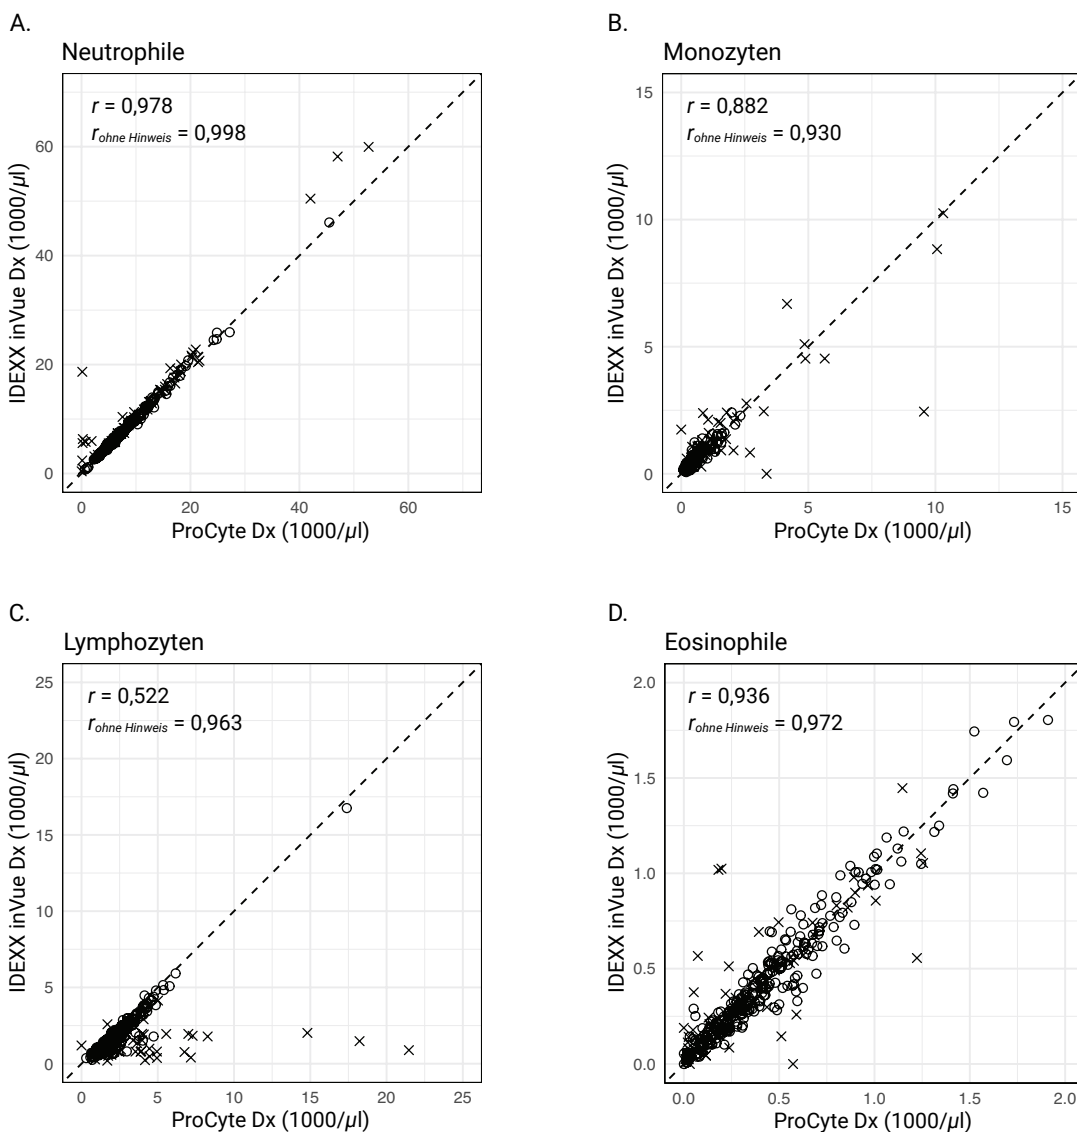 A.
Neutrophile
r = 0,978
r ohne Hinweis = 0,998
IDEXX inVue Dx (1000/µl)
60
40
20
0
0 20 40 60
ProCyte Dx (1000/µl)
B.
Monozyten
r = 0,882
r ohne Hinweis = 0,930
IDEXX inVue Dx (1000/µl)
15
10
5
0
0 5 10 15
ProCyte Dx (1000/µl)
C.
Lymphozyten
r = 0,522
r ohne Hinweis = 0,963
IDEXX inVue Dx (1000/µl)
25
20
15
10
5
0
0 5 10 15 20 25
ProCyte Dx (1000/µl)
D.
Eosinophile
r = 0,936
r ohne Hinweis = 0,972
IDEXX inVue Dx (1000/µl)
2.0
1.5
1.0
0.5
0.0
0.0 0.5 1.0 1.5 2.0
ProCyte Dx (1000/µl)